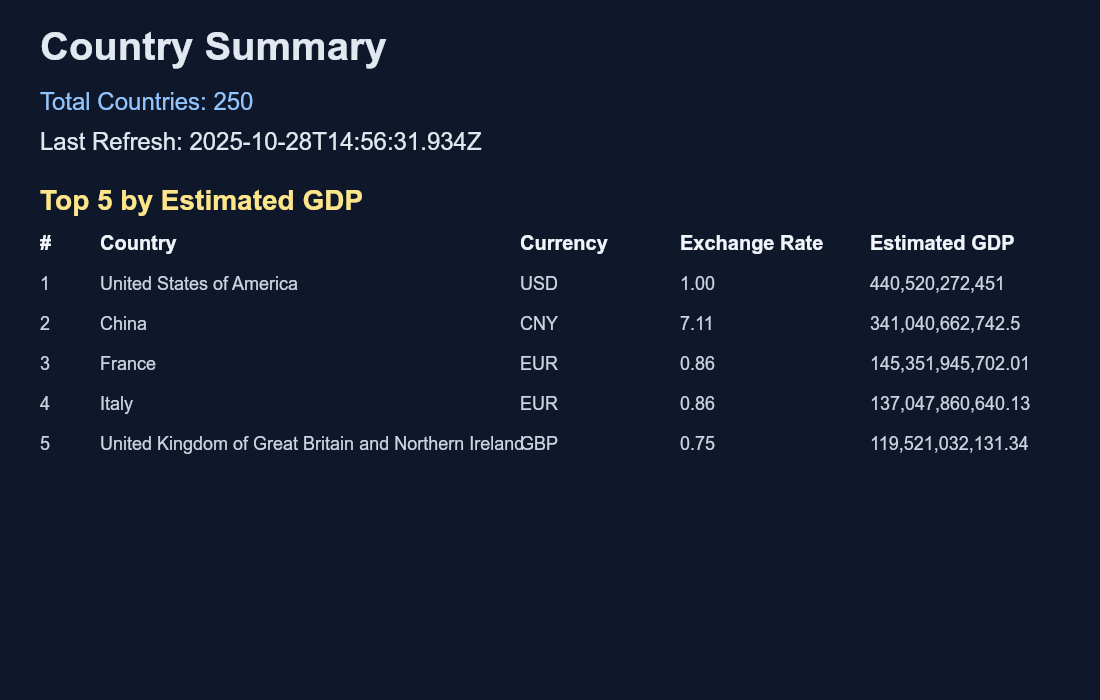 Country Summary
Total Countries: 250
Last Refresh: 2025-10-28T14:56:31.934Z
Top 5 by Estimated GDP
# Country Currency Exchange Rate Estimated GDP
1 United States of America USD 1.00 440,520,272,451
2 China CNY 7.11 341,040,662,742.5
3 France EUR 0.86 145,351,945,702.01
4 Italy EUR 0.86 137,047,860,640.13
5 United Kingdom of Great Britain and Northern Ireland GBP 0.75 119,521,032,131.34